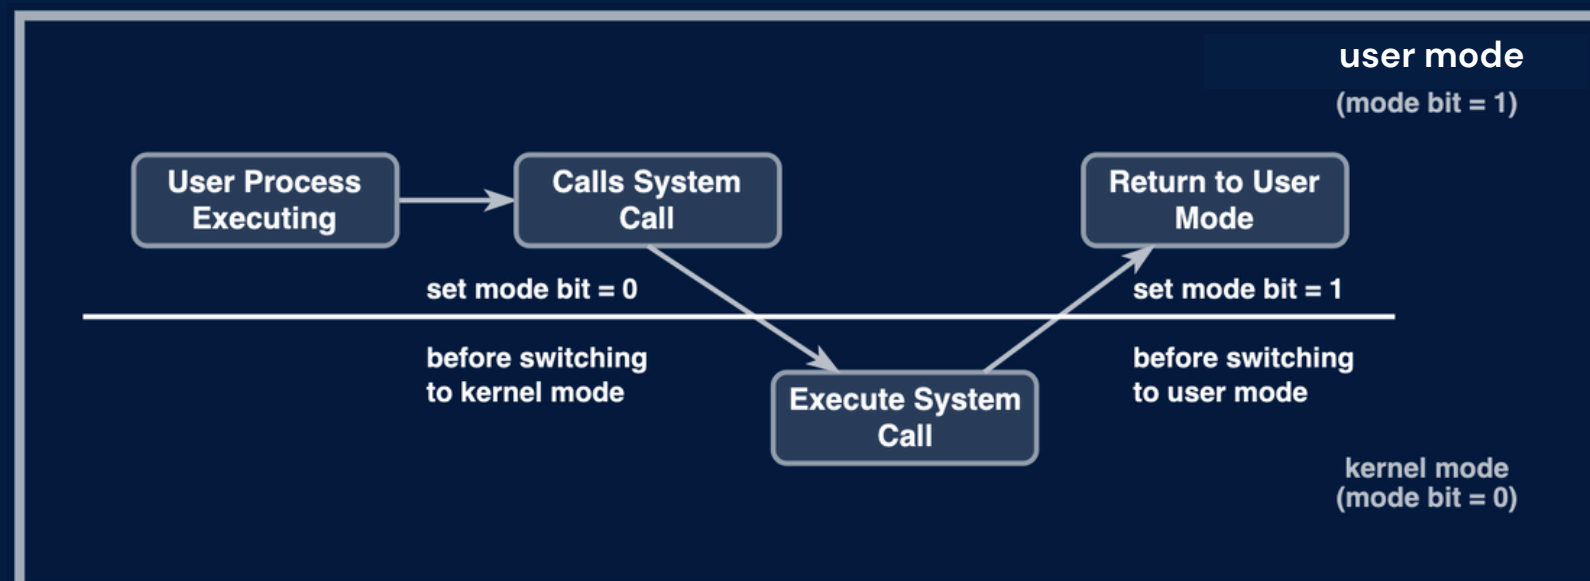 user mode
(mode bit = 1)
User Process
Executing
Calls System
Call
Return to User
Mode
set mode bit = 0
set mode bit = 1
before switching
to kernel mode
before switching
to user mode
Execute System
Call
kernel mode
(mode bit = 0)